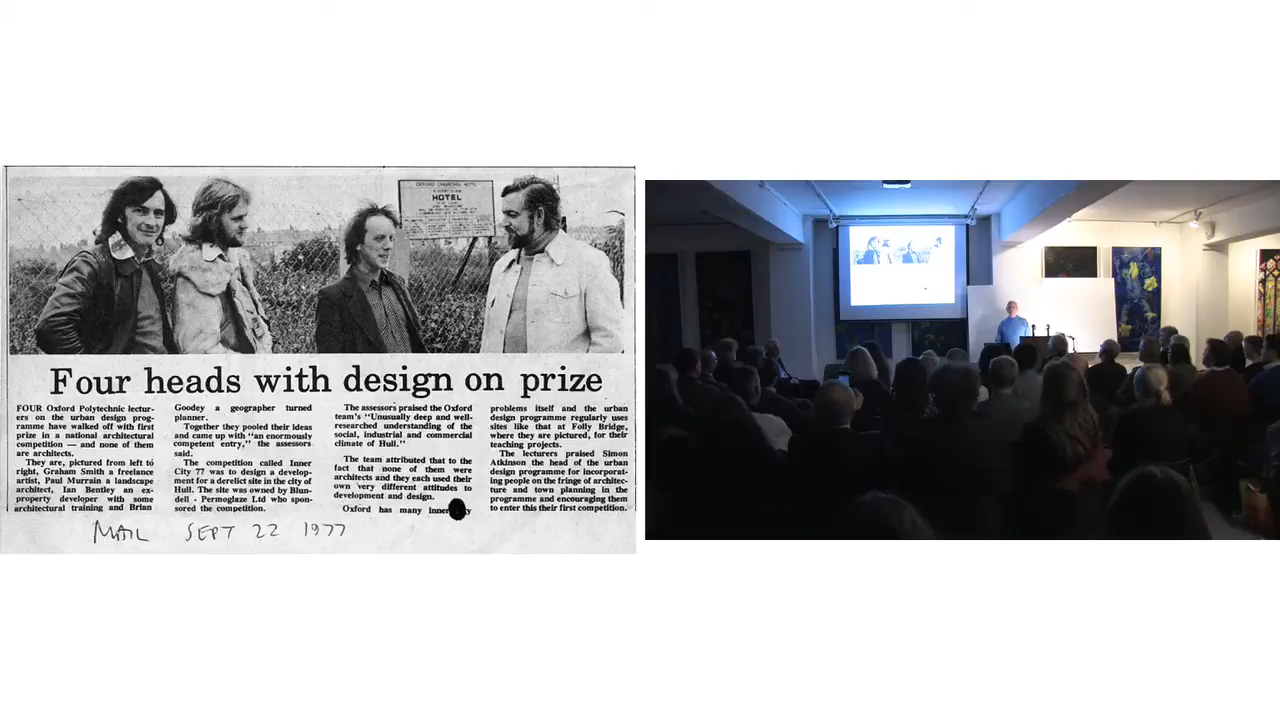 OXFORD CHURCHILL HOTEL
HOTEL
Four heads with design on prize
FOUR Oxford Polytechnic lectur-
ers on the urban design prog-
ramme have walked off with first
prize in a national architectural
competition — and none of them
are architects.
They are, pictured from left to
right, Graham Smith a freelance
artist, Paul Murrain a landscape
architect, Ian Bentley an ex-
property developer with some
architectural training and Brian
Goodey a geographer turned
planner.
Together they pooled their ideas
and came up with "an enormously
competent entry," the assessors
said.
The competition called Inner
City 77 was to design a develop-
ment for a derelict site in the city of
Hull. The site was owned by Blun-
dell - Permoglaze Ltd who spon-
sored the competition.
The assessors praised the Oxford
team's "Unusually deep and well-
researched understanding of the
social, industrial and commercial
climate of Hull."
The team attributed that to the
fact that none of them were
architects and they each used their
own very different attitudes to
development and design.
Oxford has many inner
problems itself and the urban
design programme regularly uses
sites like that at Folly Bridge,
where they are pictured, for their
teaching projects.
The lecturers praised Simon
Atkinson the head of the urban
design programme for incorporat-
ing people on the fringe of architec-
ture and town planning in the
programme and encouraging them
to enter this their first competition.
MAIL SEPT 22 1977